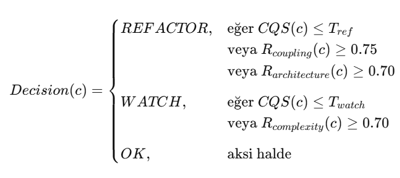 REFACTOR, eğer CQS(c) ≤ T_ref
veya R_coupling(c) ≥ 0.75
veya R_architecture(c) ≥ 0.70
Decision(c) =
WATCH, eğer CQS(c) ≤ T_watch
veya R_complexity(c) ≥ 0.70
OK, aksi halde